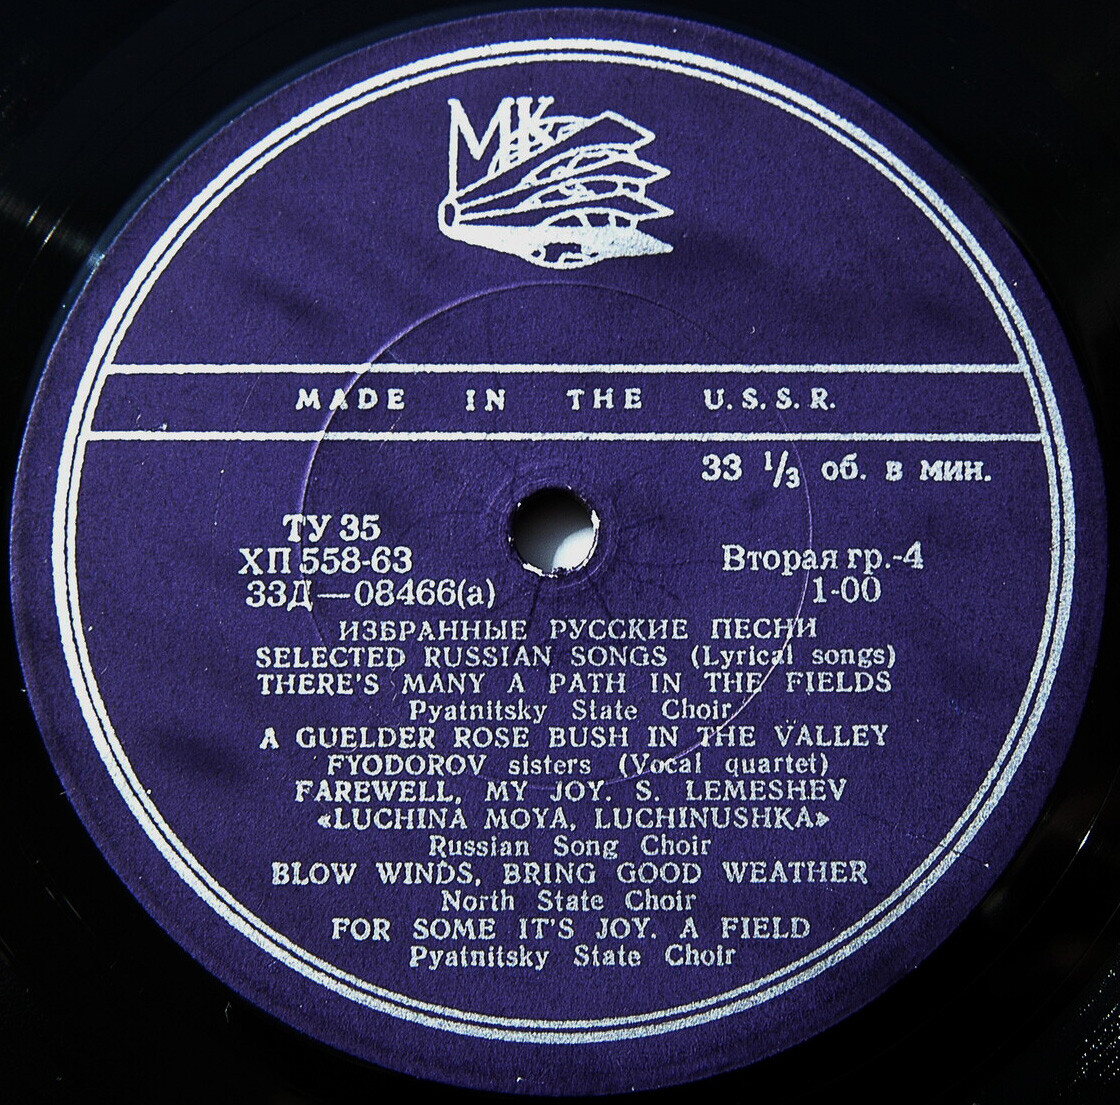 МК
MADE IN THE U.S.S.R.
33 1/3 об. в мин.
ТУ 35
ХП 558-63
33Д—08466(а)
Вторая гр.-4
1-00
ИЗБРАННЫЕ РУССКИЕ ПЕСНИ
SELECTED RUSSIAN SONGS (Lyrical songs)
THERE'S MANY A PATH IN THE FIELDS
Pyatnitsky State Choir
A GUELDER ROSE BUSH IN THE VALLEY
FYODOROV sisters (Vocal quartet)
FAREWELL, MY JOY. S. LEMESHEV
«LUCHINA MOYA, LUCHINUSHKA»
Russian Song Choir
BLOW WINDS, BRING GOOD WEATHER
North State Choir
FOR SOME IT'S JOY. A FIELD
Pyatnitsky State Choir